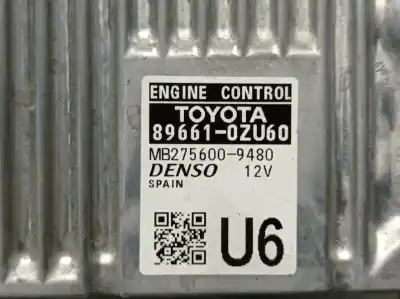 ENGINE CONTROL
TOYOTA
89661-0ZU60
MB275600-9480
DENSO 12V
SPAIN
U6